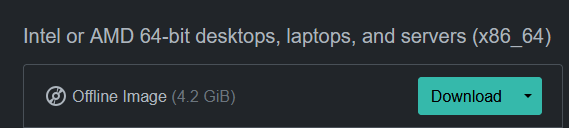 Intel or AMD 64-bit desktops, laptops, and servers (x86_64)
Offline Image (4.2 GiB) Download